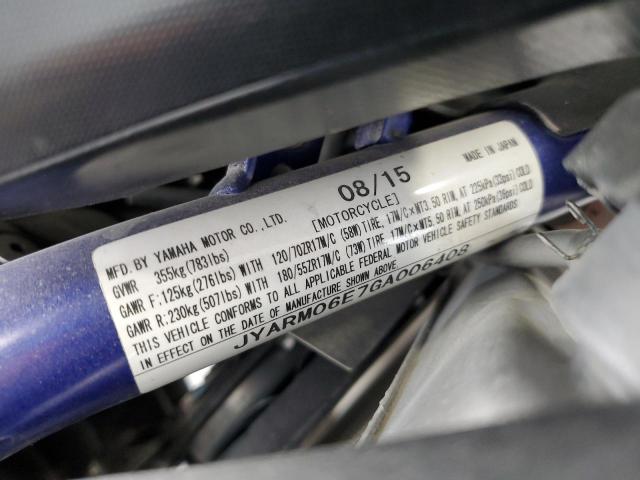 08/15
MADE IN JAPAN
MFD. BY YAMAHA MOTOR CO.,LTD. [MOTORCYCLE]
GVWR 355kg(783lbs)
GAWR F:125kg(276lbs) WITH 120/70ZR17M/C (58W) TIRE, 17M/C×MT3.50 RIM, AT 225kPa(33psi)COLD
GAWR R:230kg(507lbs) WITH 180/55ZR17M/C (73W) TIRE, 17M/C×MT5.50 RIM, AT 250kPa(36psi)COLD
THIS VEHICLE CONFORMS TO ALL APPLICABLE FEDERAL MOTOR VEHICLE SAFETY STANDARDS
IN EFFECT ON THE DATE OF MANUFACTURE SHOWN ABOVE
JYARM06E7GA006408